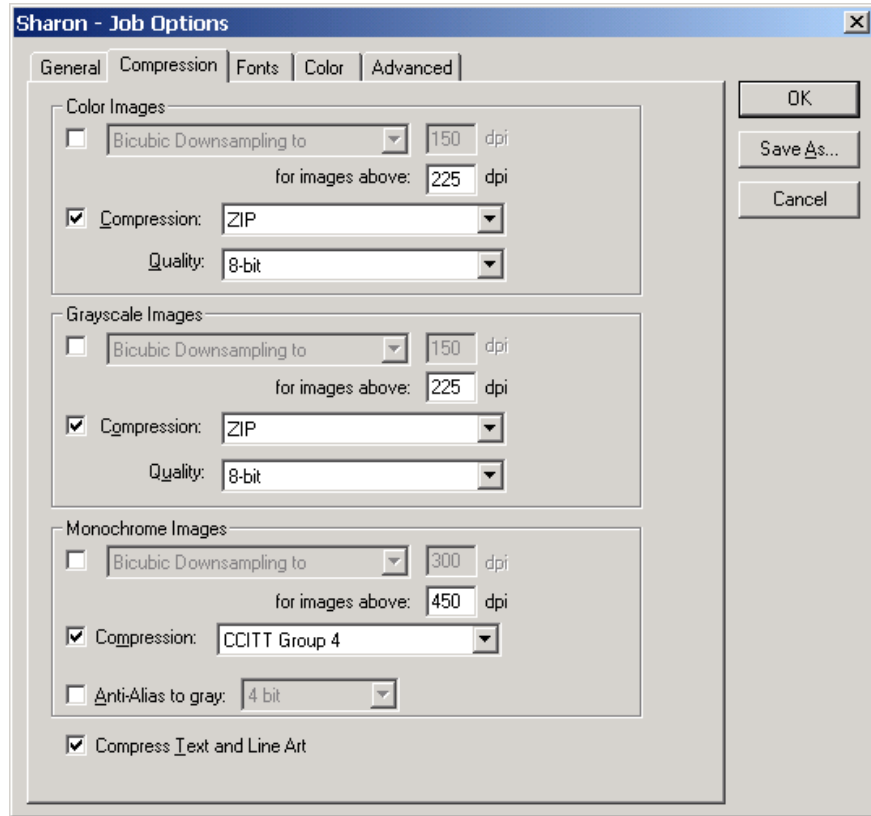 Sharon - Job Options
General Compression Fonts Color Advanced
OK
Save As...
Cancel
Color Images
Bicubic Downsampling to 150 dpi
for images above: 225 dpi
Compression: ZIP
Quality: 8-bit
Grayscale Images
Bicubic Downsampling to 150 dpi
for images above: 225 dpi
Compression: ZIP
Quality: 8-bit
Monochrome Images
Bicubic Downsampling to 300 dpi
for images above: 450 dpi
Compression: CCITT Group 4
Anti-Alias to gray: 4 bit
Compress Text and Line Art